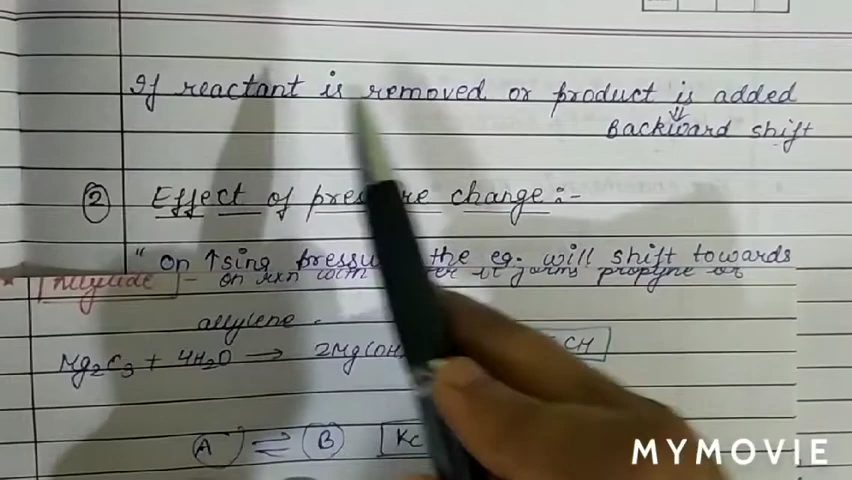 If reactant is removed or product is added
⇓
Backward shift
② Effect of pressure change :-
" On ↑sing pressu the eq. will shift towards
on rxn with it forms propyne or
allylene.
Mg₂C₃ + 4H₂O → 2Mg(OH CH
A ⇌ B Kc
MYMOVIE